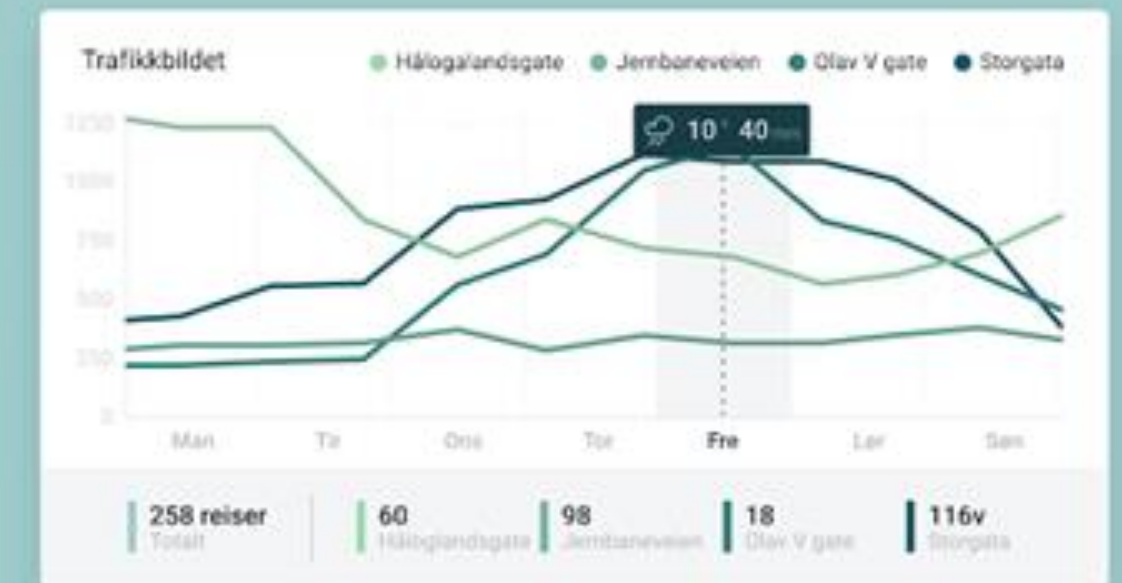 Trafikkbildet
Hålogalandsgate Jernbaneveien Olav V gate Storgata
10° 40
1250
1000
750
500
250
0
Man Tir Ons Tor Fre Lør Søn
258 reiser 60 98 18 116v
Totalt Håloglandsgate Jernbaneveien Olav V gate Storgata